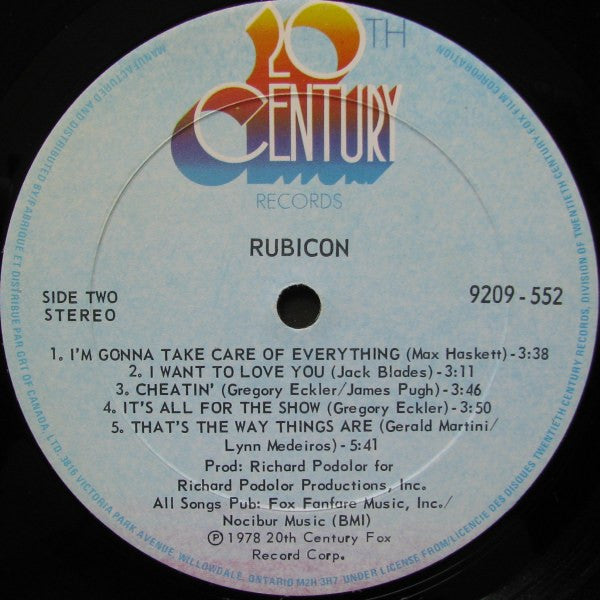 20TH
CENTURY
RECORDS
RUBICON
SIDE TWO
STEREO
9209-552
1. I'M GONNA TAKE CARE OF EVERYTHING (Max Haskett)-3:38
2. I WANT TO LOVE YOU (Jack Blades)-3:11
3. CHEATIN' (Gregory Eckler/James Pugh)-3:46
4. IT'S ALL FOR THE SHOW (Gregory Eckler)-3:50
5. THAT'S THE WAY THINGS ARE (Gerald Martini/
Lynn Medeiros)-5:41
Prod: Richard Podolor for
Richard Podolor Productions, Inc.
All Songs Pub: Fox Fanfare Music, Inc./
Nocibur Music (BMI)
Ⓟ 1978 20th Century Fox
Record Corp.
MANUFACTURED AND DISTRIBUTED BY/FABRIQUE ET DISTRIBUE PAR GRT OF CANADA, LTD. 3816 VICTORIA PARK AVENUE, WILLOWDALE, ONTARIO M2H 3H7. UNDER LICENSE FROM/LICENCIE DES DISQUES TWENTIETH CENTURY RECORDS, DIVISION OF TWENTIETH CENTURY FOX FILM CORPORATION